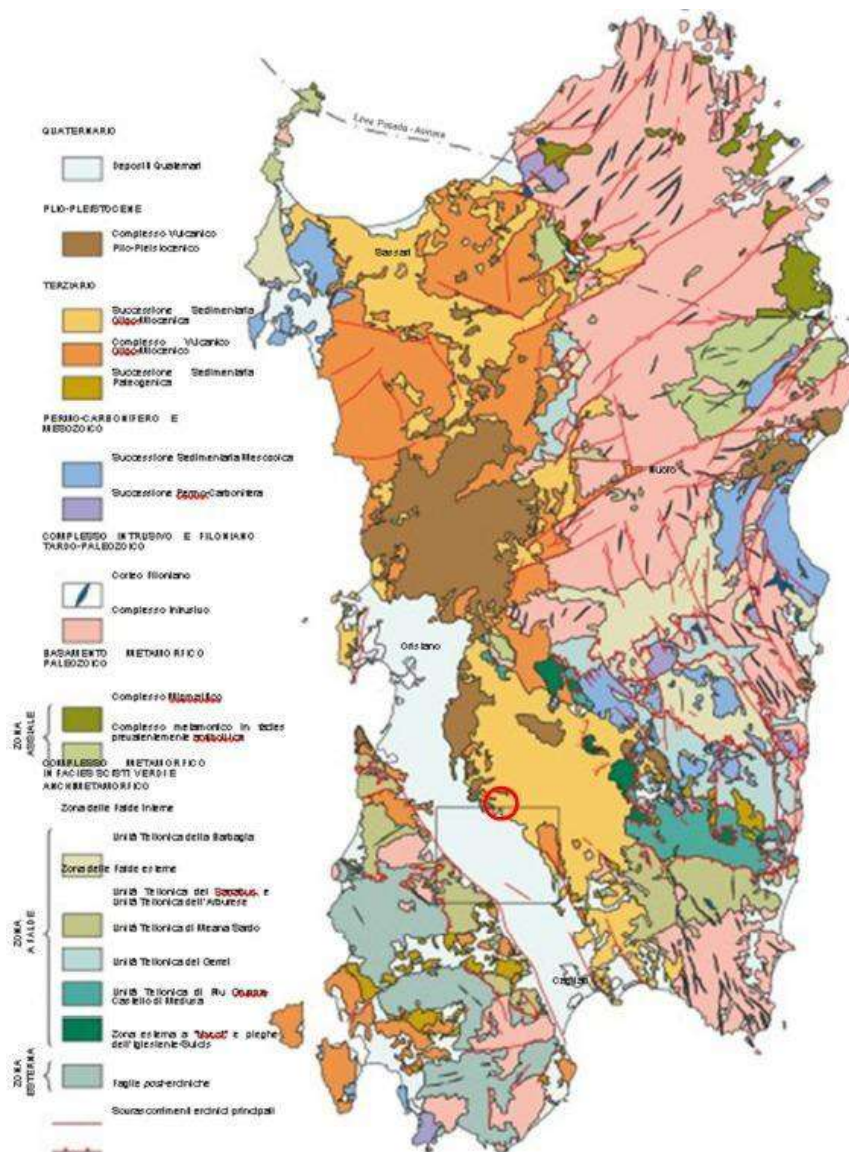 Linea Posada - Asinara
QUATERNARIO
Depositi Quaternari
PLIO-PLEISTOCENE
Complesso Vulcanico
Plio-Pleistocenico
TERZIARIO
Successione Sedimentaria
Oligo-Miocenica
Complesso Vulcanico
Oligo-Miocenico
Successione Sedimentaria
Paleogenica
PERMO-CARBONIFERO E
MESOZOICO
Successione Sedimentaria Mesozoica
Successione Permo-Carbonifera
COMPLESSO INTRUSIVO E FILONIANO
TARDO-PALEOZOICO
Corteo Filoniano
Complesso Intrusivo
BASAMENTO METAMORFICO
PALEOZOICO
ZONA
ASSIALE
Complesso Migmatitico
Complesso metamorfico in facies
prevalentemente anfibolitica
COMPLESSO METAMORFICO
IN FACIES SCISTI VERDI E
ANCHIMETAMORFICO
Zona delle Falde Interne
Unità Tettonica della Barbagia
Zona delle Falde esterne
Unità Tettonica del Sarrabus e
Unità Tettonica dell'Arburese
ZONA
A FALDE
Unità Tettonica di Meana Sardo
Unità Tettonica del Gerrei
Unità Tettonica di Riu
Castello di Medusa
Zona esterna a "Nappe" e pieghe
dell'Iglesiente-Sulcis
ZONA
ESTERNA
Faglie post-erciniche
Sovrascorrimenti ercinici principali
Sassari
Nuoro
Oristano
Cagliari